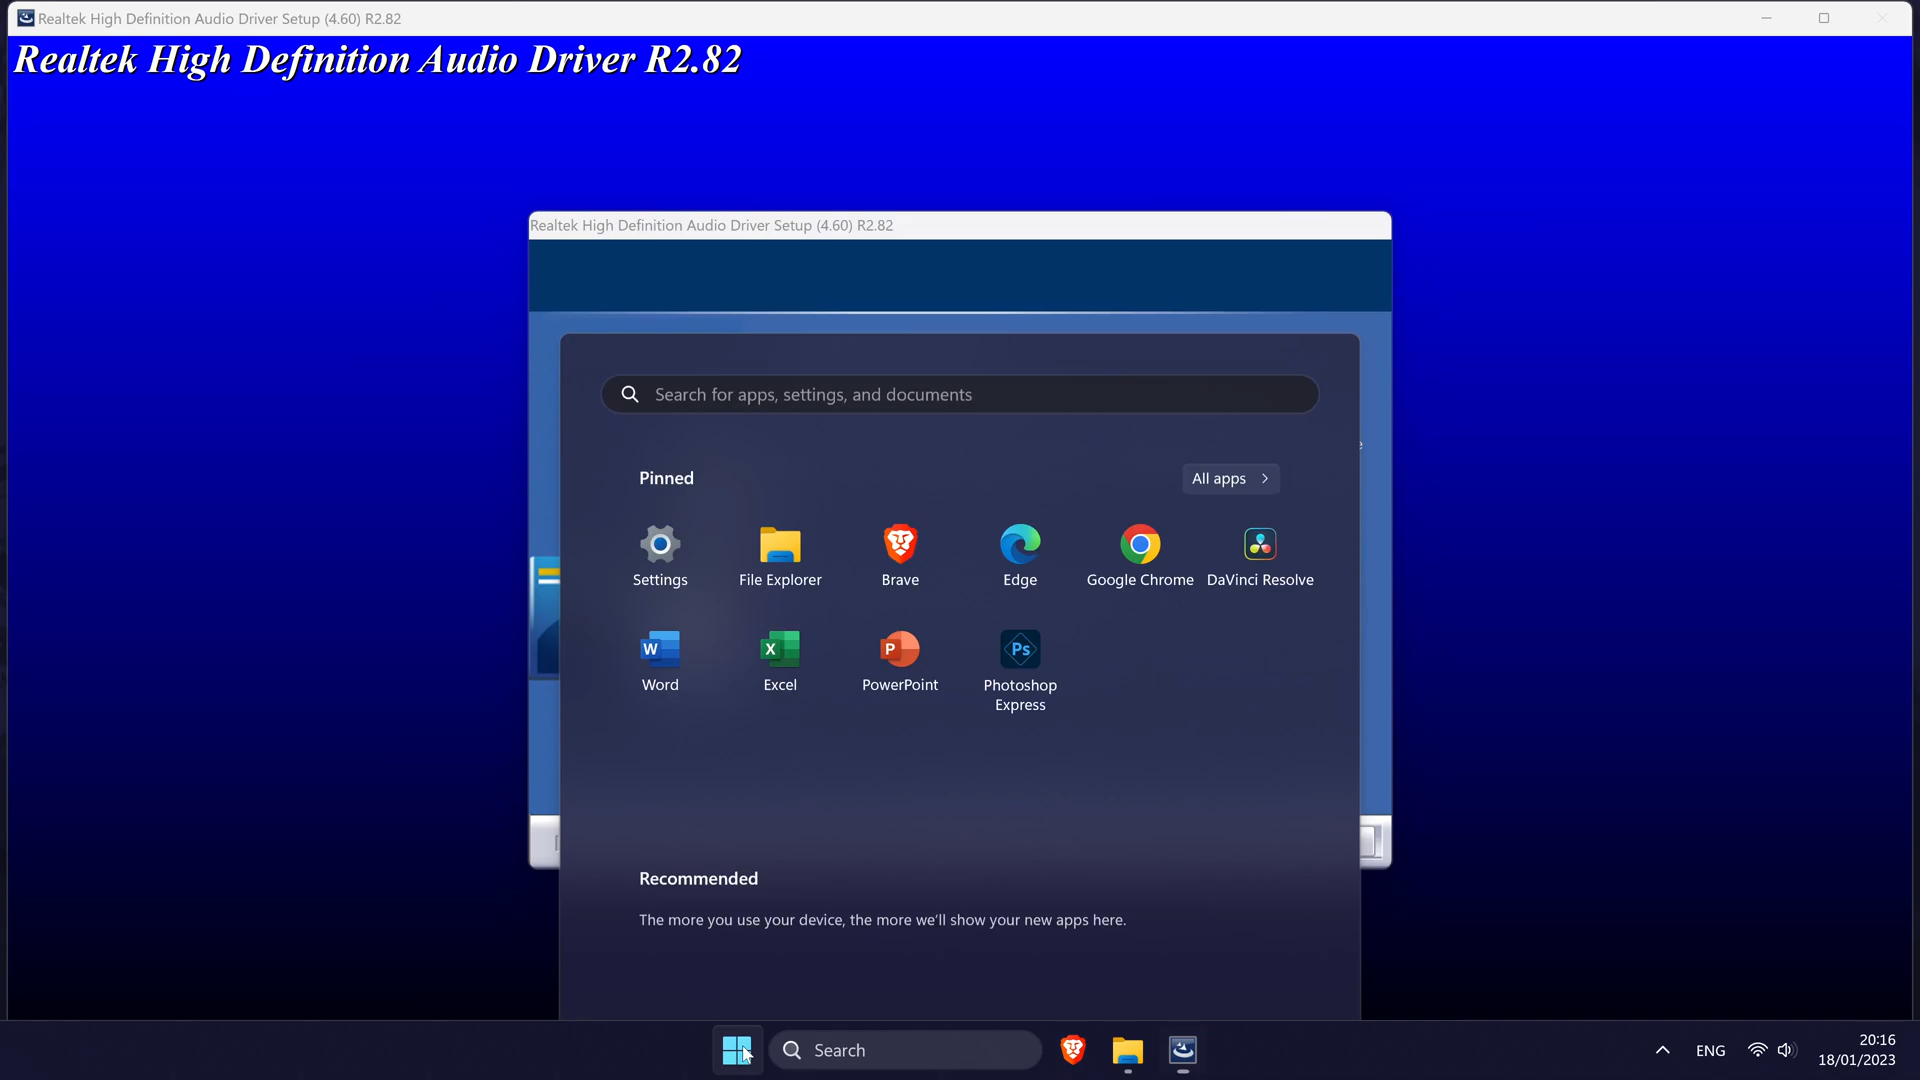 Realtek High Definition Audio Driver Setup (4.60) R2.82
Realtek High Definition Audio Driver R2.82
Realtek High Definition Audio Driver Setup (4.60) R2.82
Search for apps, settings, and documents
Pinned
All apps
Settings
File Explorer
Brave
Edge
Google Chrome
DaVinci Resolve
W
X
P
Ps
Word
Excel
PowerPoint
Photoshop
Express
Recommended
The more you use your device, the more we'll show your new apps here.
Search
ENG
20:16
18/01/2023